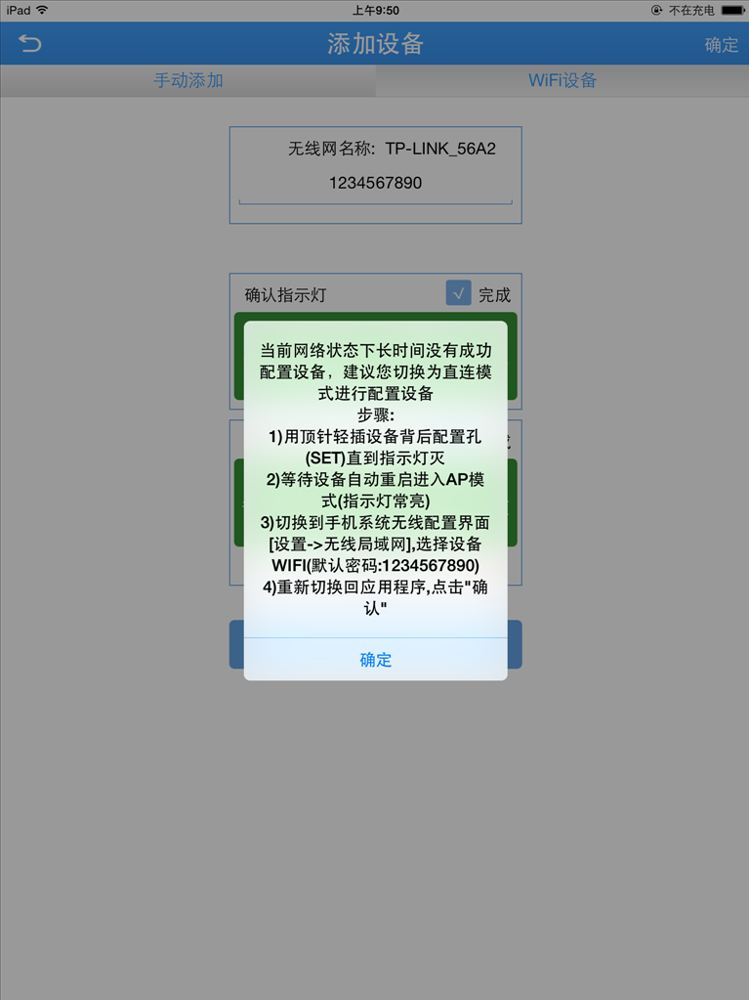 iPad
上午9:50
不在充电
添加设备
确定
手动添加
WiFi设备
无线网名称: TP-LINK_56A2
1234567890
确认指示灯
√ 完成
当前网络状态下长时间没有成功
配置设备，建议您切换为直连模
式进行配置设备
步骤:
1)用顶针轻插设备背后配置孔
(SET)直到指示灯灭
2)等待设备自动重启进入AP模
式(指示灯常亮)
3)切换到手机系统无线配置界面
[设置->无线局域网],选择设备
WIFI(默认密码:1234567890)
4)重新切换回应用程序,点击"确
认"
确定